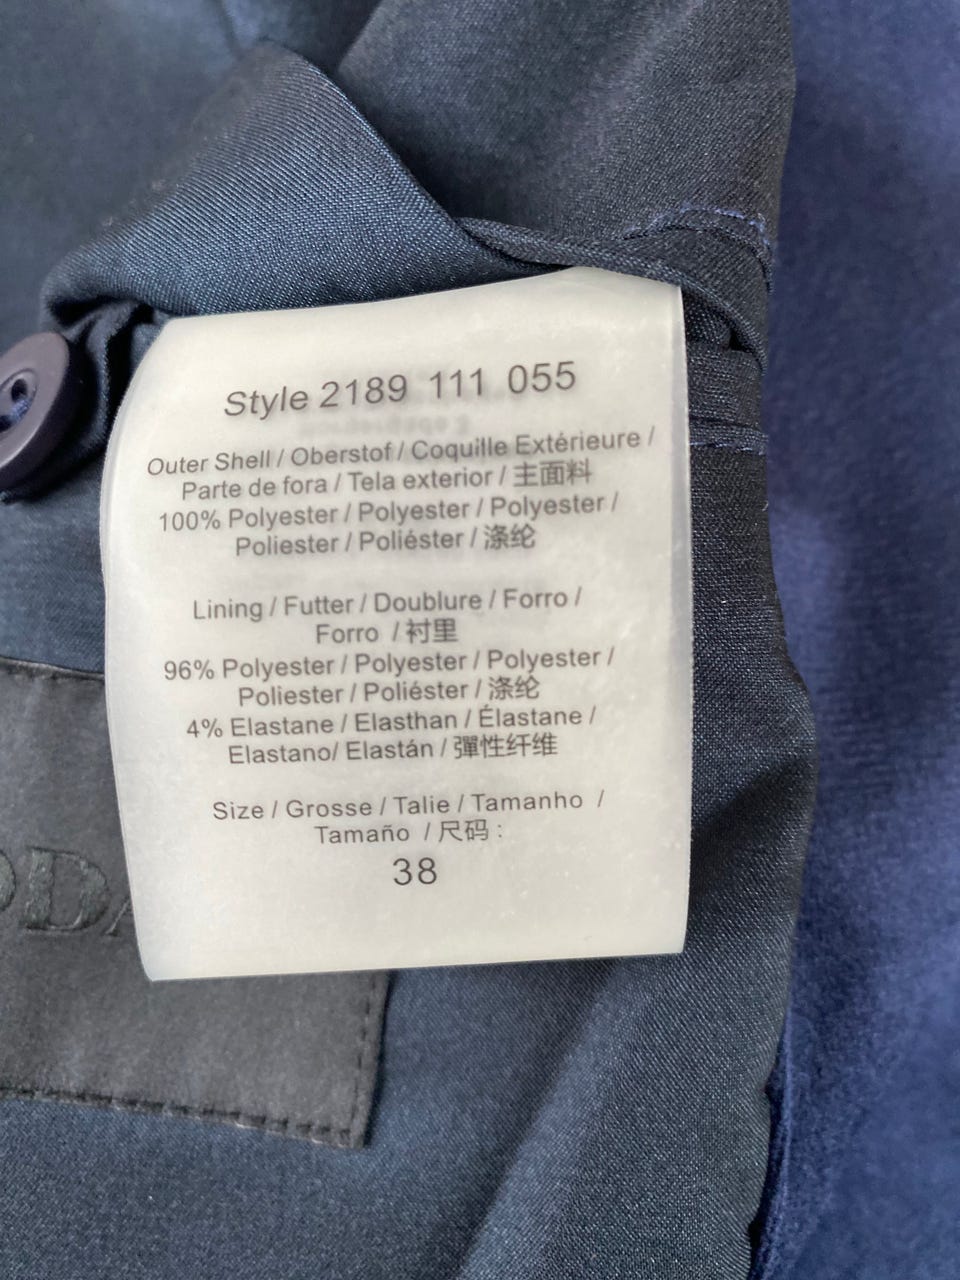 Style 2189 111 055
Outer Shell / Oberstof / Coquille Extérieure /
Parte de fora / Tela exterior / 主面料
100% Polyester / Polyester / Polyester /
Poliester / Poliéster / 涤纶
Lining / Futter / Doublure / Forro /
Forro / 衬里
96% Polyester / Polyester / Polyester /
Poliester / Poliéster / 涤纶
4% Elastane / Elasthan / Élastane /
Elastano/ Elastán / 彈性纤维
Size / Grosse / Talie / Tamanho /
Tamaño / 尺码 :
38